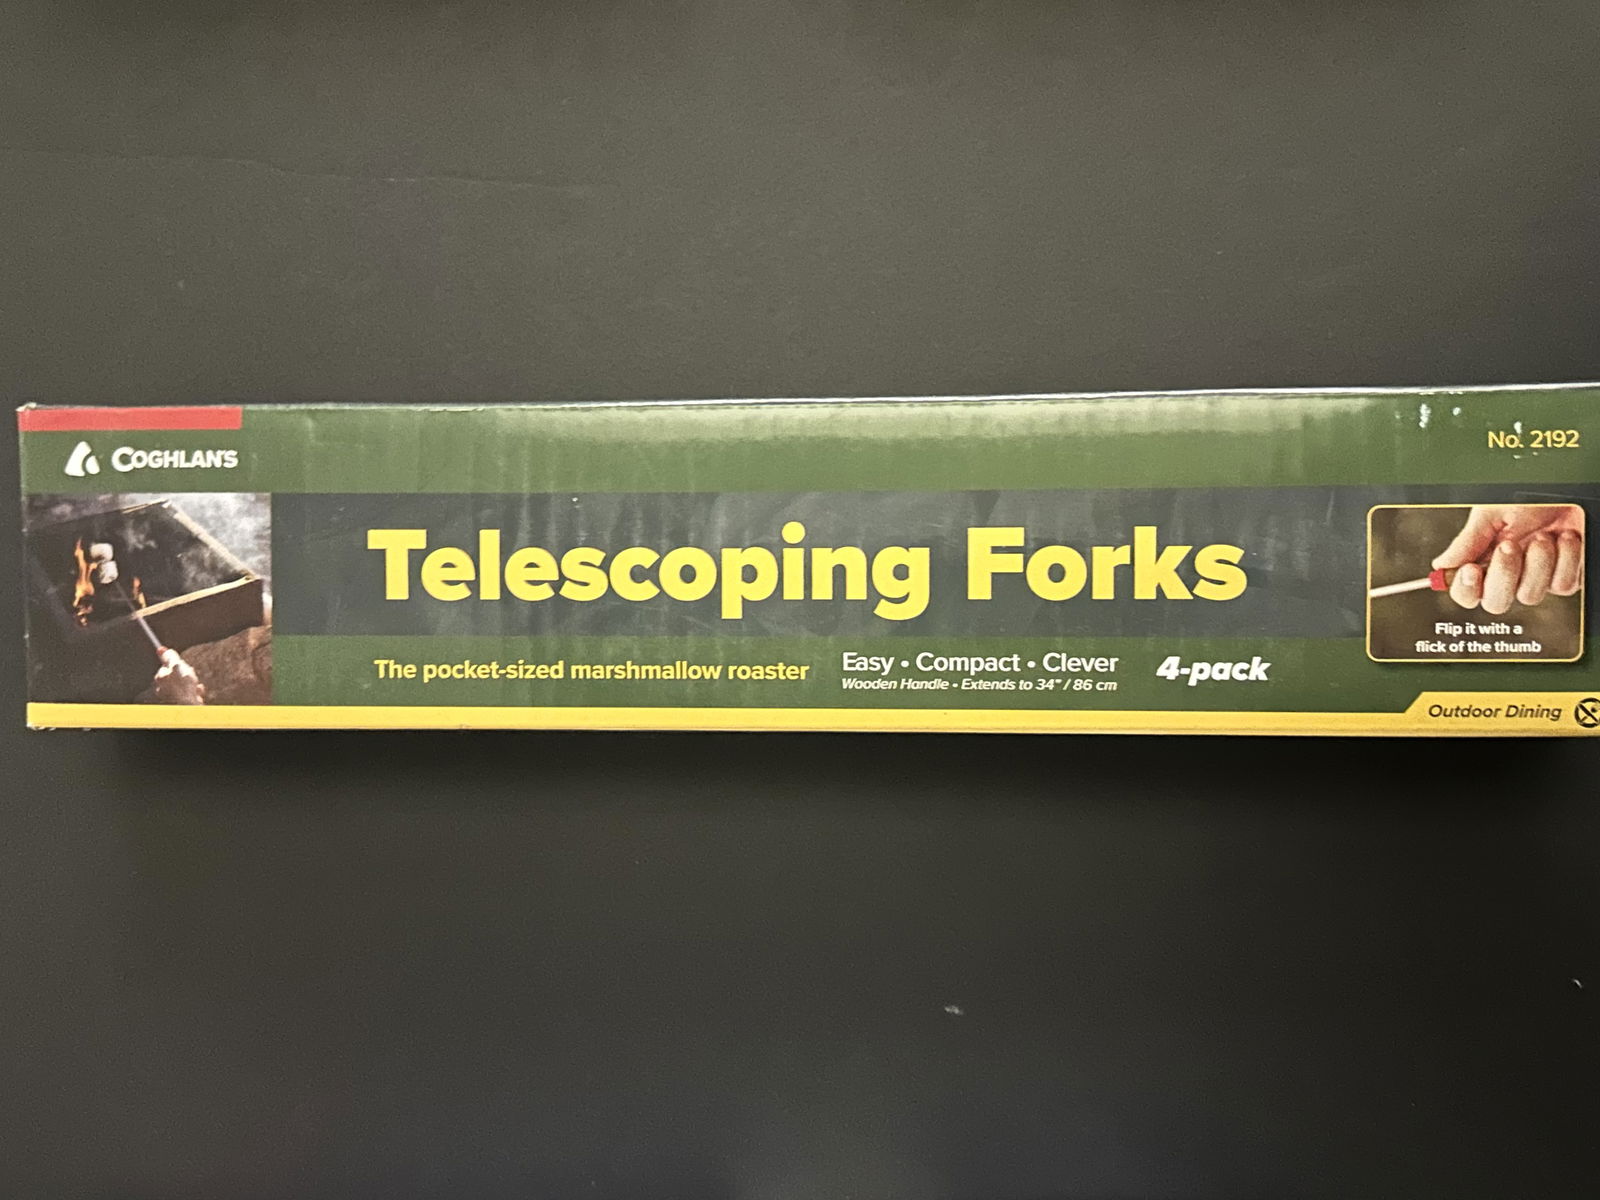 COGHLAN'S
No. 2192
Telescoping Forks
The pocket-sized marshmallow roaster
Easy • Compact • Clever
Wooden Handle • Extends to 34" / 86 cm
4-pack
Flip it with a
flick of the thumb
Outdoor Dining